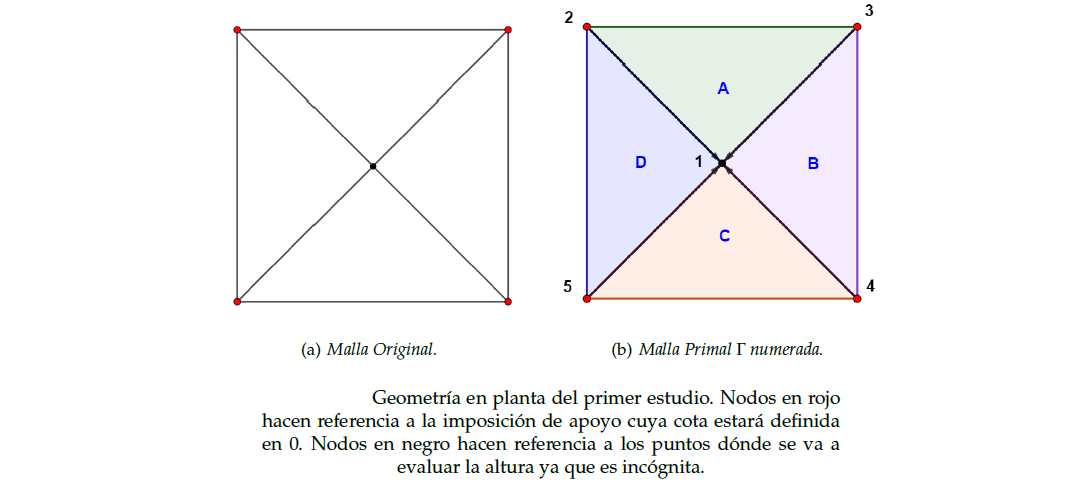 2
3
A
D
1
B
C
5
4
(a) Malla Original.
(b) Malla Primal Γ numerada.
Geometría en planta del primer estudio. Nodos en rojo
hacen referencia a la imposición de apoyo cuya cota estará definida
en 0. Nodos en negro hacen referencia a los puntos dónde se va a
evaluar la altura ya que es incógnita.